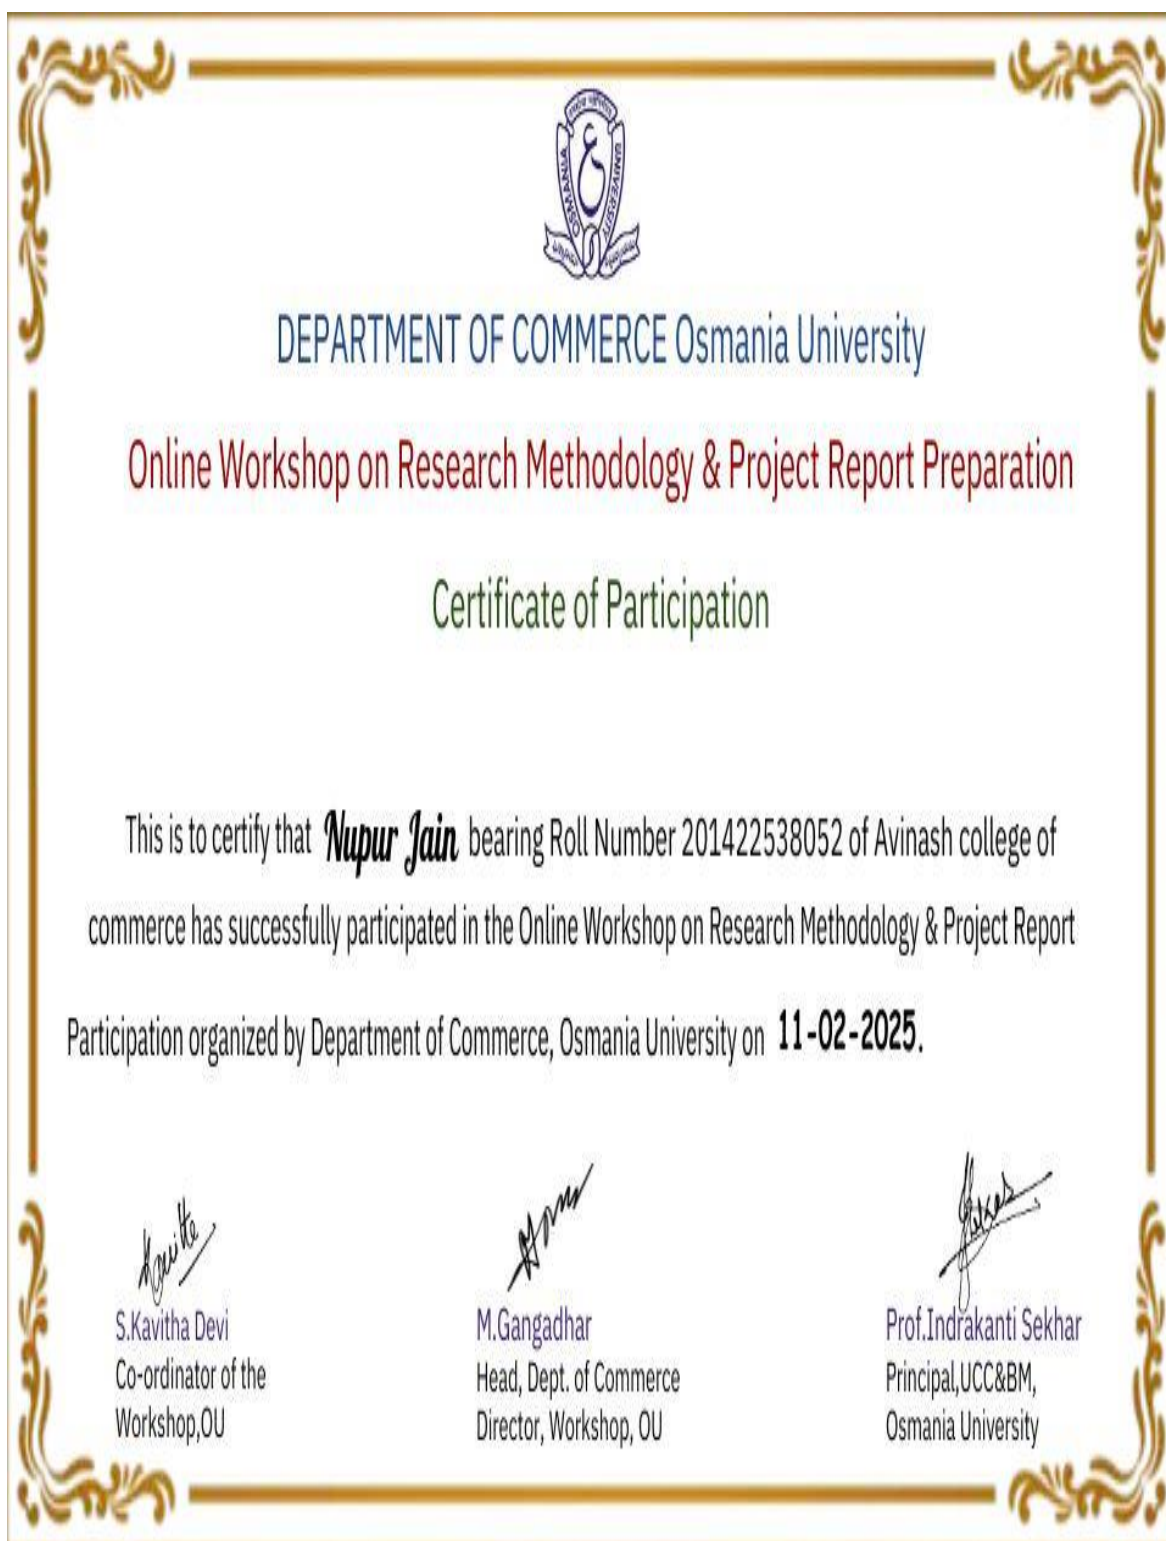 OSMANIA UNIVERSITY
DEPARTMENT OF COMMERCE Osmania University
Online Workshop on Research Methodology & Project Report Preparation
Certificate of Participation
This is to certify that Nupur Jain bearing Roll Number 201422538052 of Avinash college of
commerce has successfully participated in the Online Workshop on Research Methodology & Project Report
Participation organized by Department of Commerce, Osmania University on 11-02-2025.
S.Kavitha Devi
Co-ordinator of the
Workshop,OU
M.Gangadhar
Head, Dept. of Commerce
Director, Workshop, OU
Prof.Indrakanti Sekhar
Principal,UCC&BM,
Osmania University